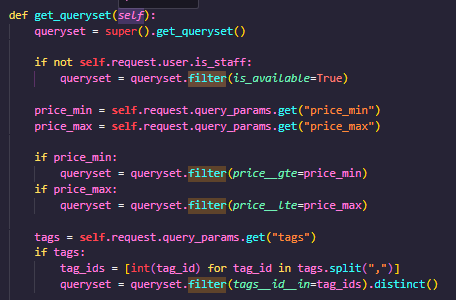 def get_queryset(self):
queryset = super().get_queryset()
if not self.request.user.is_staff:
queryset = queryset.filter(is_available=True)
price_min = self.request.query_params.get("price_min")
price_max = self.request.query_params.get("price_max")
if price_min:
queryset = queryset.filter(price__gte=price_min)
if price_max:
queryset = queryset.filter(price__lte=price_max)
tags = self.request.query_params.get("tags")
if tags:
tag_ids = [int(tag_id) for tag_id in tags.split(",")]
queryset = queryset.filter(tags__id__in=tag_ids).distinct()